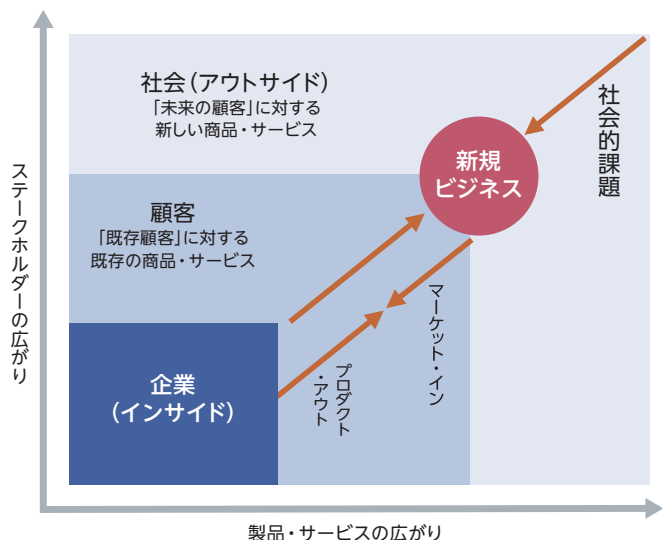 社会(アウトサイド)
「未来の顧客」に対する
新しい商品・サービス
社会的課題
新規
ビジネス
顧客
「既存顧客」に対する
既存の商品・サービス
マーケット・イン
プロダクト
・アウト
企業
(インサイド)
ステークホルダーの広がり
製品・サービスの広がり